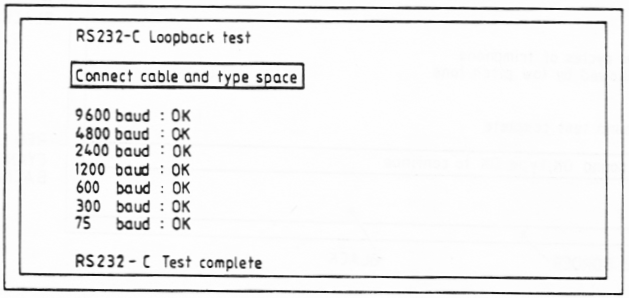 RS232-C Loopback test
Connect cable and type space
9600 baud : OK
4800 baud : OK
2400 baud : OK
1200 baud : OK
600 baud : OK
300 baud : OK
75 baud : OK
RS232-C Test complete